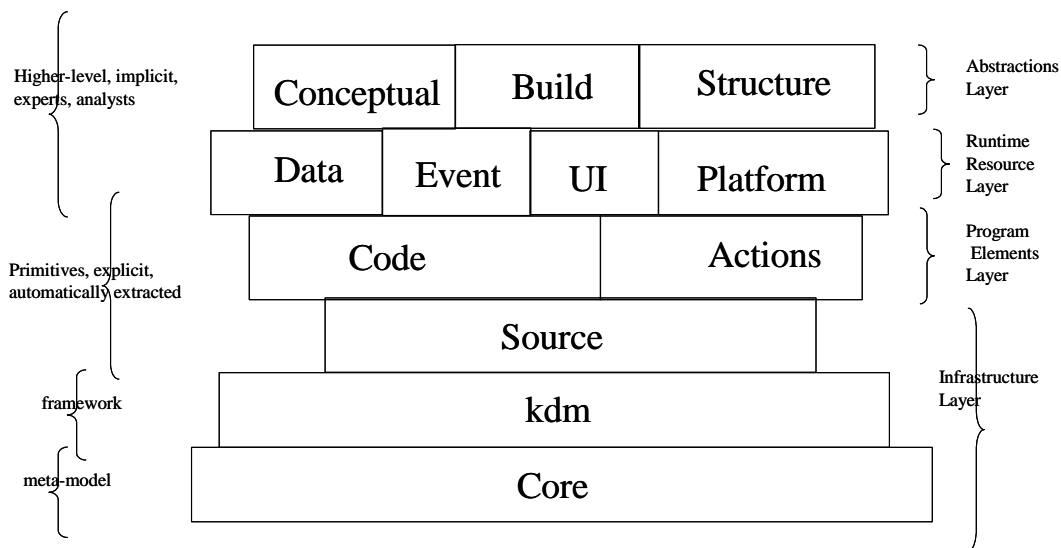 Higher-level, implicit,
experts, analysts
Conceptual
Build
Structure
Abstractions
Layer
Data
Event
UI
Platform
Runtime
Resource
Layer
Primitives, explicit,
automatically extracted
Code
Actions
Program
Elements
Layer
Source
framework
kdm
Infrastructure
Layer
meta-model
Core